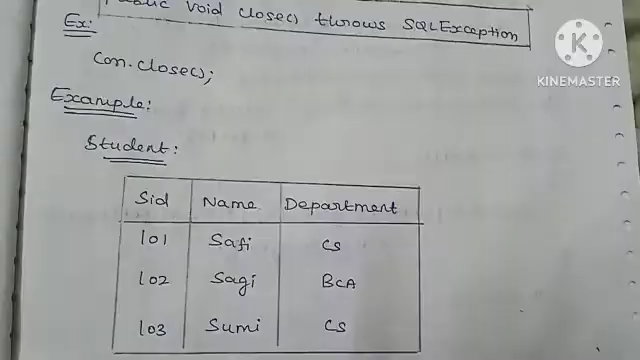 Public void close() throws SQLException
Ex:
Con.close();
Example:
Student:
Sid Name Department
101 Safi CS
102 Sagi BCA
103 Sumi CS
KINEMASTER